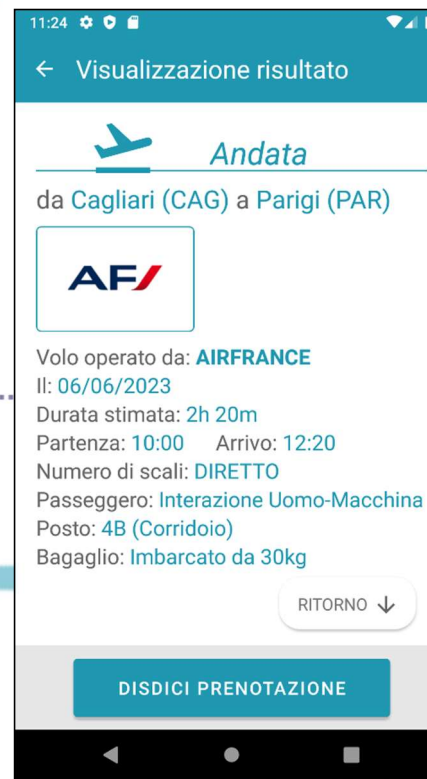 11:24
Visualizzazione risultato
Andata
da Cagliari (CAG) a Parigi (PAR)
AF
Volo operato da: AIRFRANCE
Il: 06/06/2023
Durata stimata: 2h 20m
Partenza: 10:00 Arrivo: 12:20
Numero di scali: DIRETTO
Passeggero: Interazione Uomo-Macchina
Posto: 4B (Corridoio)
Bagaglio: Imbarcato da 30kg
RITORNO
DISDICI PRENOTAZIONE